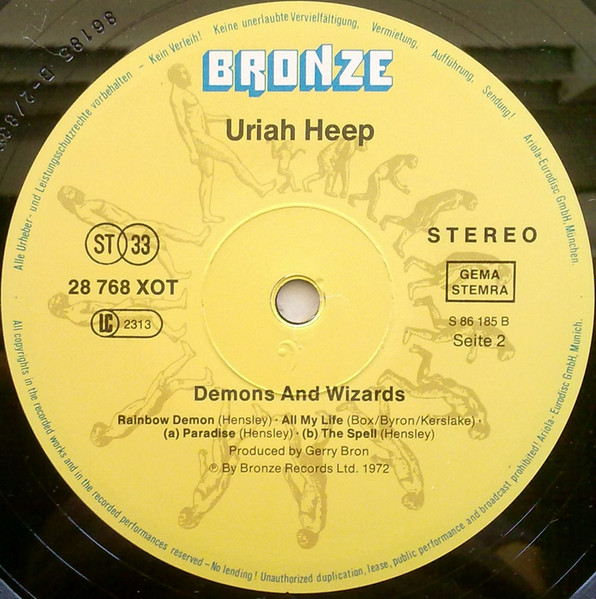 Alle Urheber- und Leistungsschutzrechte vorbehalten – Kein Verleih! Keine unerlaubte Vervielfältigung, Vermietung, Aufführung, Sendung! Ariola-Eurodisc GmbH, München.
BRONZE
Uriah Heep
ST 33
STEREO
28 768 XOT
GEMA
STEMRA
LC 2313
S 86 185 B
Seite 2
Demons And Wizards
Rainbow Demon (Hensley) · All My Life (Box/Byron/Kerslake) ·
(a) Paradise (Hensley) · (b) The Spell (Hensley)
Produced by Gerry Bron
℗ By Bronze Records Ltd. 1972
All copyrights in the recorded works and in the recorded performances reserved – No lending! Unauthorized duplication, lease, public performance and broadcast prohibited! Ariola-Eurodisc GmbH, Munich.